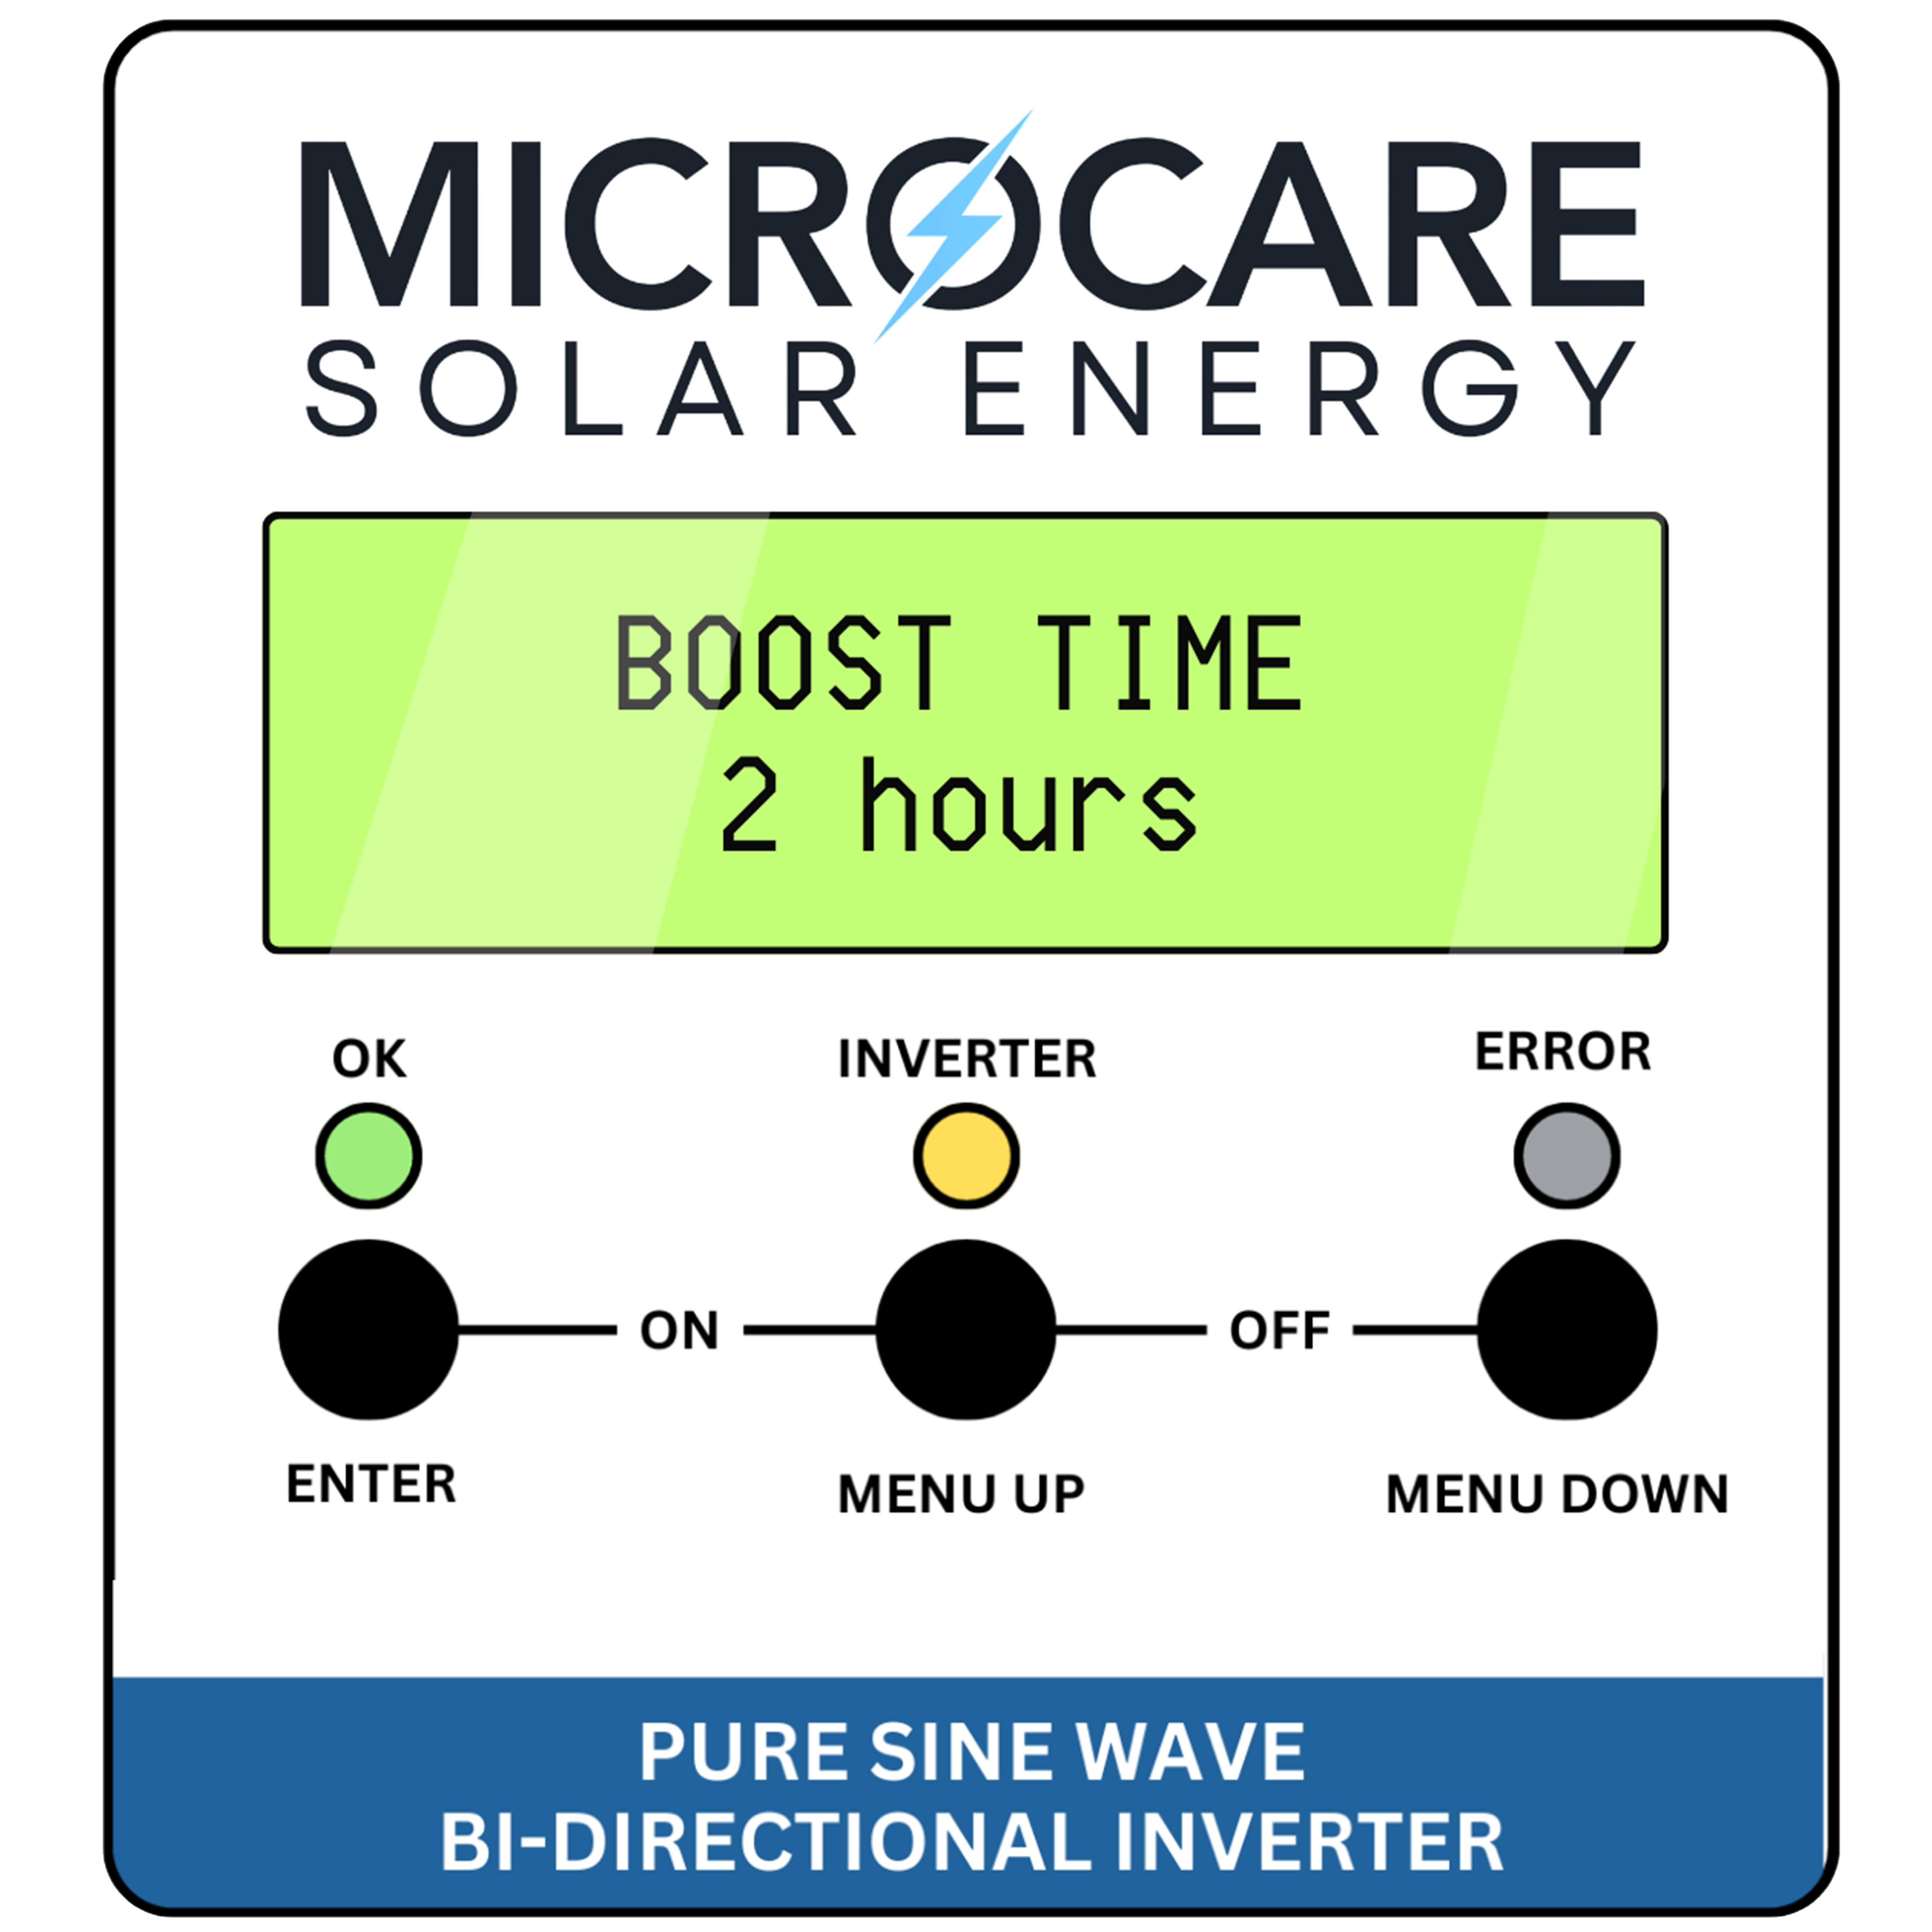 MICROCARE
SOLAR ENERGY
BOOST TIME
2 hours
OK INVERTER ERROR
ON OFF
ENTER MENU UP MENU DOWN
PURE SINE WAVE
BI-DIRECTIONAL INVERTER